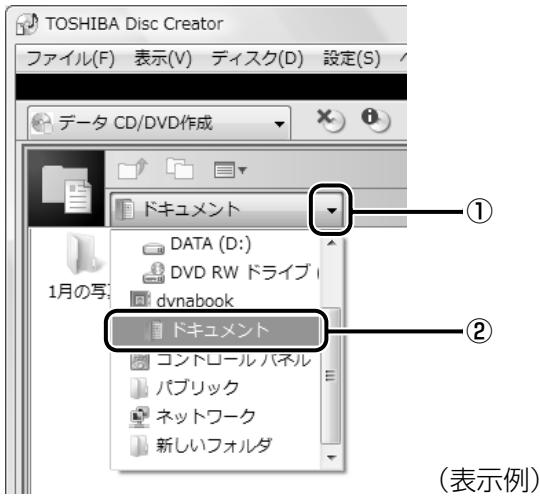 TOSHIBA Disc Creator
ファイル(F) 表示(V) ディスク(D) 設定(S)
データ CD/DVD作成
ドキュメント
①
DATA (D:)
DVD RW ドライブ (
1月の写
dynabook
ドキュメント
②
コントロール パネル
パブリック
ネットワーク
新しいフォルダ
(表示例)